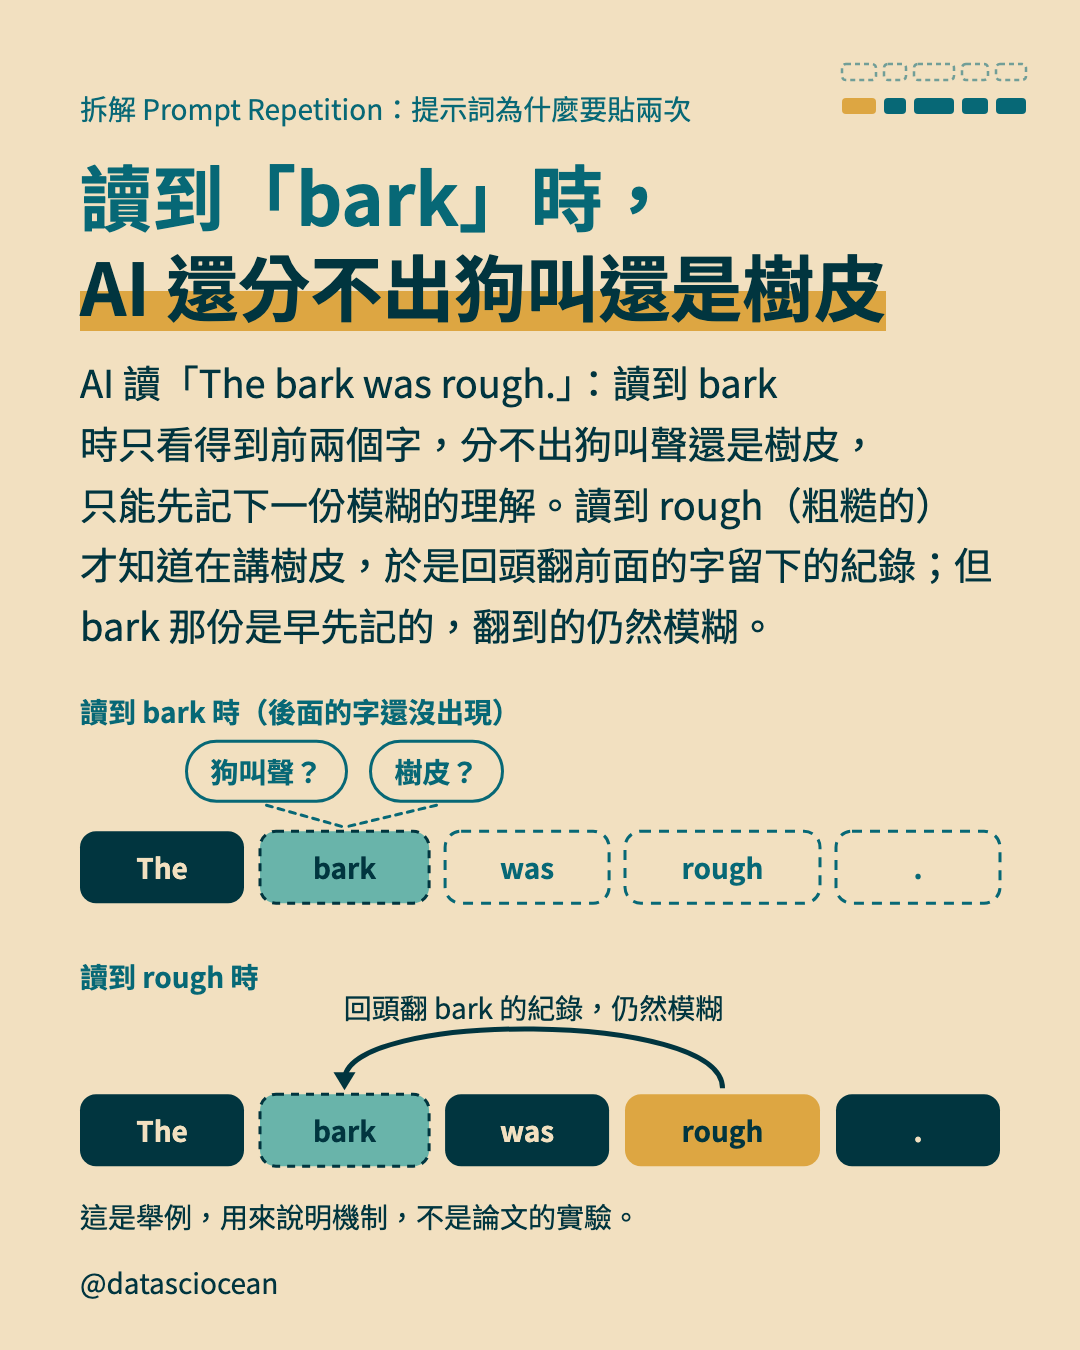 拆解 Prompt Repetition：提示詞為什麼要貼兩次
讀到「bark」時，
AI 還分不出狗叫還是樹皮
AI 讀「The bark was rough.」：讀到 bark
時只看得到前兩個字，分不出狗叫聲還是樹皮，
只能先記下一份模糊的理解。讀到 rough（粗糙的）
才知道在講樹皮，於是回頭翻前面的字留下的紀錄；但
bark 那份是早先記的，翻到的仍然模糊。
讀到 bark 時（後面的字還沒出現）
狗叫聲？ 樹皮？
The bark was rough .
讀到 rough 時
回頭翻 bark 的紀錄，仍然模糊
The bark was rough .
這是舉例，用來說明機制，不是論文的實驗。
@datasciocean